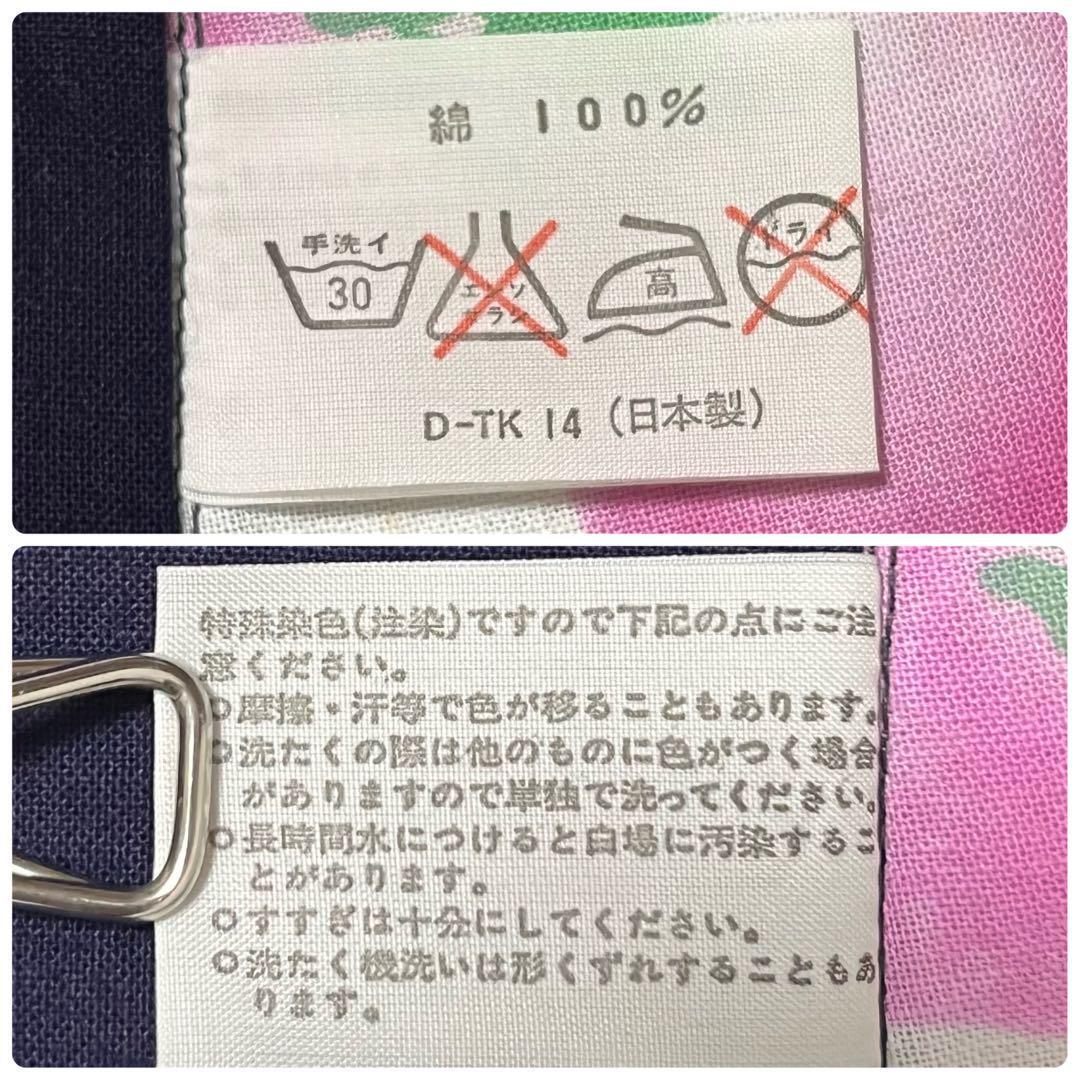 綿 100%
手洗イ
30
エンソ
サラシ
高
ドライ
D-TK 14（日本製）
特殊染色(注染)ですので下記の点にご注
意ください。
○摩擦・汗等で色が移ることもあります。
○洗たくの際は他のものに色がつく場合
がありますので単独で洗ってください。
○長時間水につけると白場に汚染するこ
とがあります。
○すすぎは十分にしてください。
○洗たく機洗いは形くずれすることもあ
ります。